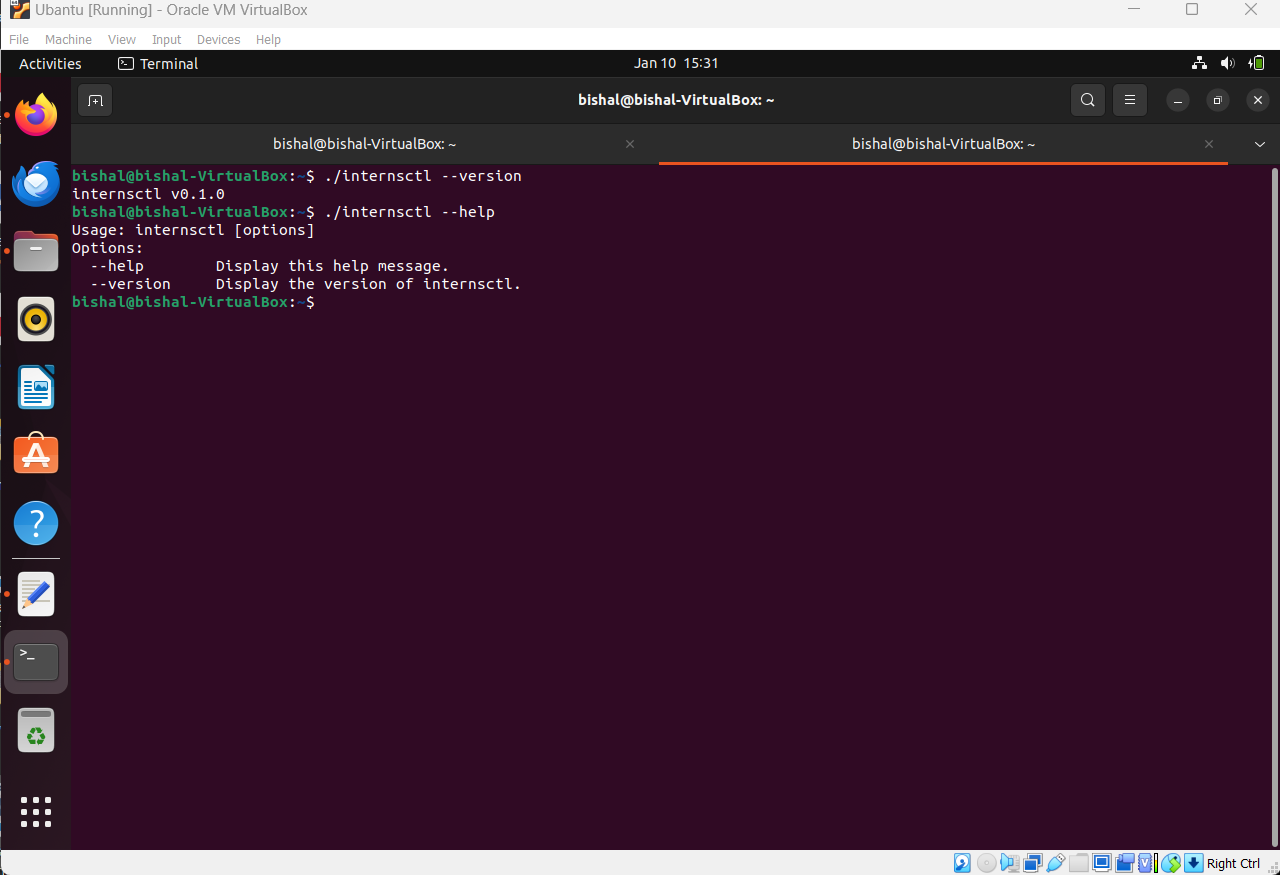 Ubantu [Running] - Oracle VM VirtualBox
File Machine View Input Devices Help
Activities Terminal Jan 10 15:31
bishal@bishal-VirtualBox: ~
bishal@bishal-VirtualBox: ~ bishal@bishal-VirtualBox: ~
bishal@bishal-VirtualBox:~$ ./internsctl --version
internsctl v0.1.0
bishal@bishal-VirtualBox:~$ ./internsctl --help
Usage: internsctl [options]
Options:
  --help        Display this help message.
  --version     Display the version of internsctl.
bishal@bishal-VirtualBox:~$
Right Ctrl